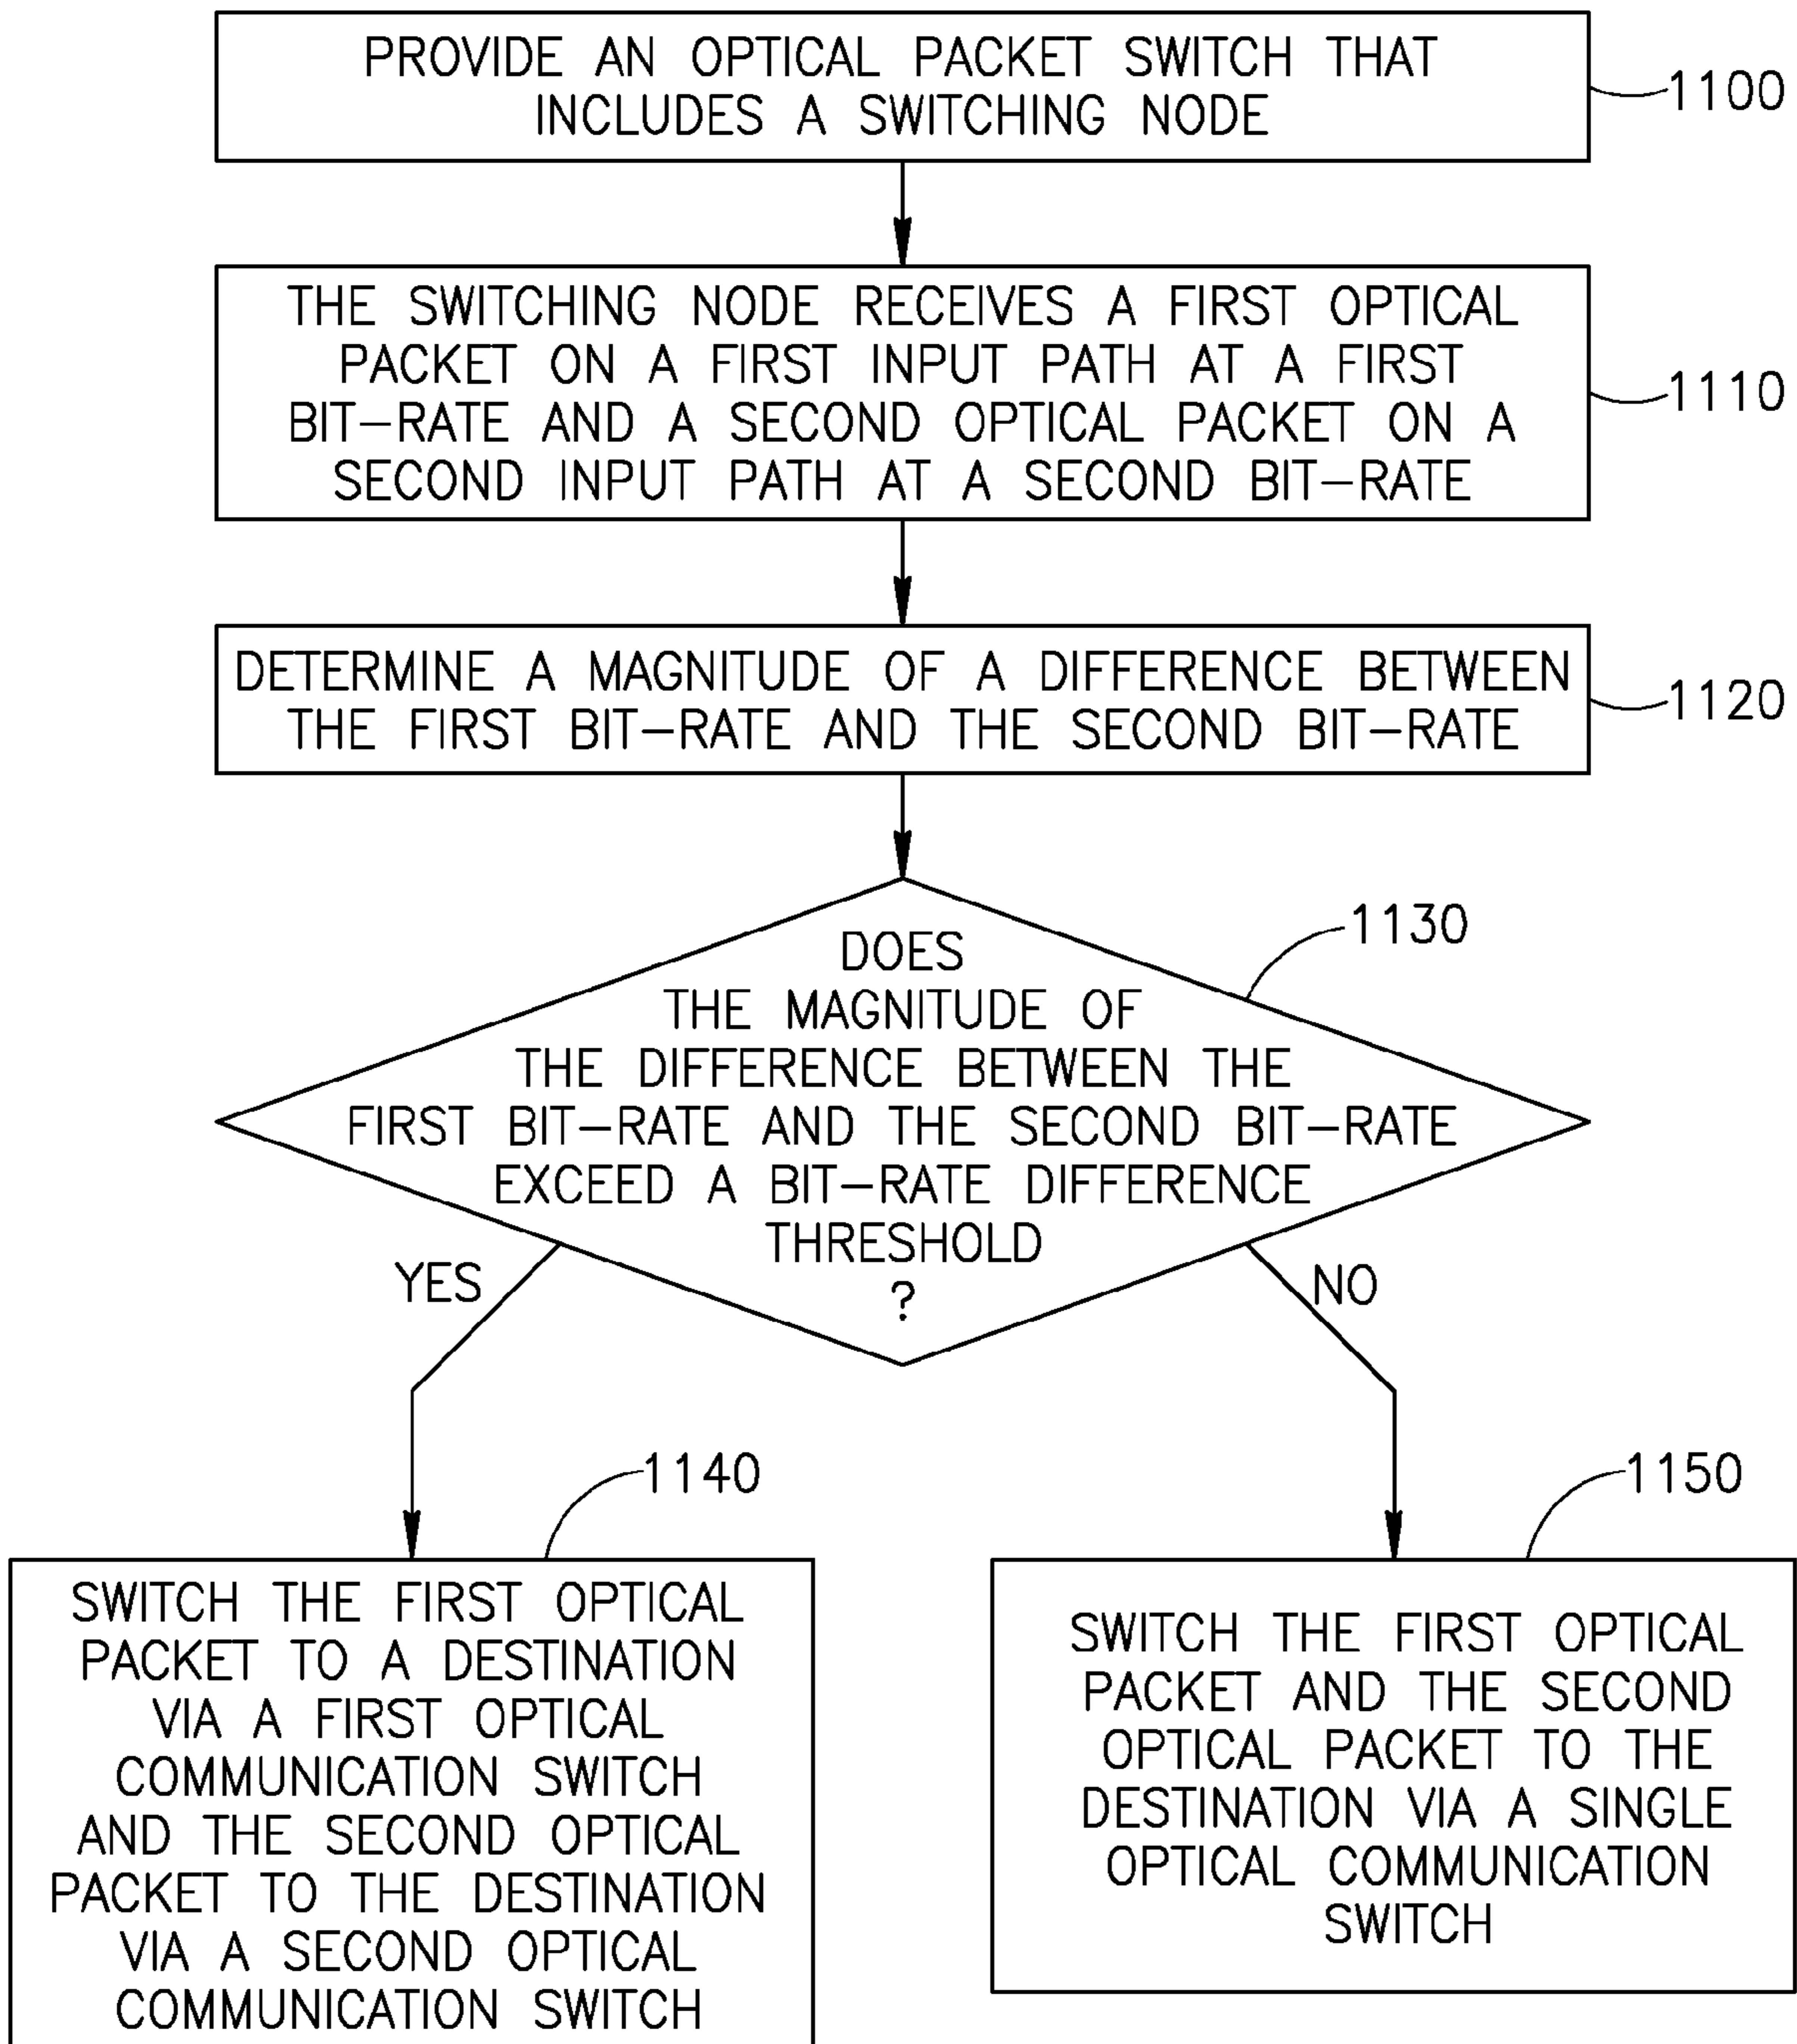 PROVIDE AN OPTICAL PACKET SWITCH THAT
INCLUDES A SWITCHING NODE
1100
THE SWITCHING NODE RECEIVES A FIRST OPTICAL
PACKET ON A FIRST INPUT PATH AT A FIRST
BIT-RATE AND A SECOND OPTICAL PACKET ON A
SECOND INPUT PATH AT A SECOND BIT-RATE
1110
DETERMINE A MAGNITUDE OF A DIFFERENCE BETWEEN
THE FIRST BIT-RATE AND THE SECOND BIT-RATE
1120
1130
DOES
THE MAGNITUDE OF
THE DIFFERENCE BETWEEN THE
FIRST BIT-RATE AND THE SECOND BIT-RATE
EXCEED A BIT-RATE DIFFERENCE
THRESHOLD
?
YES
NO
1140
SWITCH THE FIRST OPTICAL
PACKET TO A DESTINATION
VIA A FIRST OPTICAL
COMMUNICATION SWITCH
AND THE SECOND OPTICAL
PACKET TO THE DESTINATION
VIA A SECOND OPTICAL
COMMUNICATION SWITCH
1150
SWITCH THE FIRST OPTICAL
PACKET AND THE SECOND
OPTICAL PACKET TO THE
DESTINATION VIA A SINGLE
OPTICAL COMMUNICATION
SWITCH